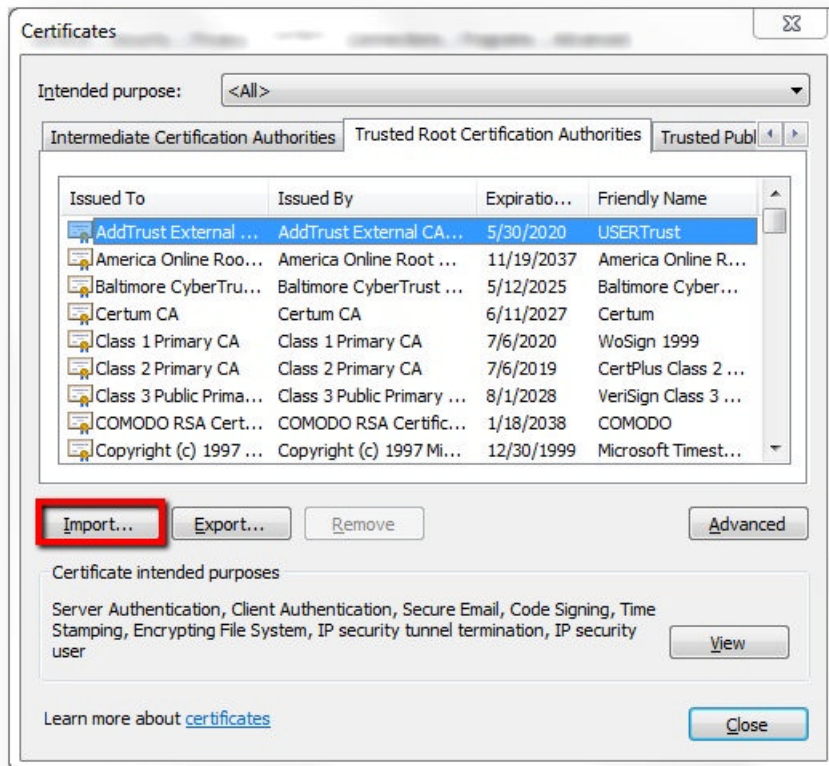 Certificates
Intended purpose: <All>
Intermediate Certification Authorities Trusted Root Certification Authorities Trusted Publ
Issued To Issued By Expiratio... Friendly Name
AddTrust External ... AddTrust External CA... 5/30/2020 USERTrust
America Online Roo... America Online Root ... 11/19/2037 America Online R...
Baltimore CyberTru... Baltimore CyberTrust ... 5/12/2025 Baltimore Cyber...
Certum CA Certum CA 6/11/2027 Certum
Class 1 Primary CA Class 1 Primary CA 7/6/2020 WoSign 1999
Class 2 Primary CA Class 2 Primary CA 7/6/2019 CertPlus Class 2 ...
Class 3 Public Prima... Class 3 Public Primary ... 8/1/2028 VeriSign Class 3 ...
COMODO RSA Cert... COMODO RSA Certific... 1/18/2038 COMODO
Copyright (c) 1997 ... Copyright (c) 1997 Mi... 12/30/1999 Microsoft Timest...
Import... Export... Remove Advanced
Certificate intended purposes
Server Authentication, Client Authentication, Secure Email, Code Signing, Time
Stamping, Encrypting File System, IP security tunnel termination, IP security
user
View
Learn more about certificates
Close